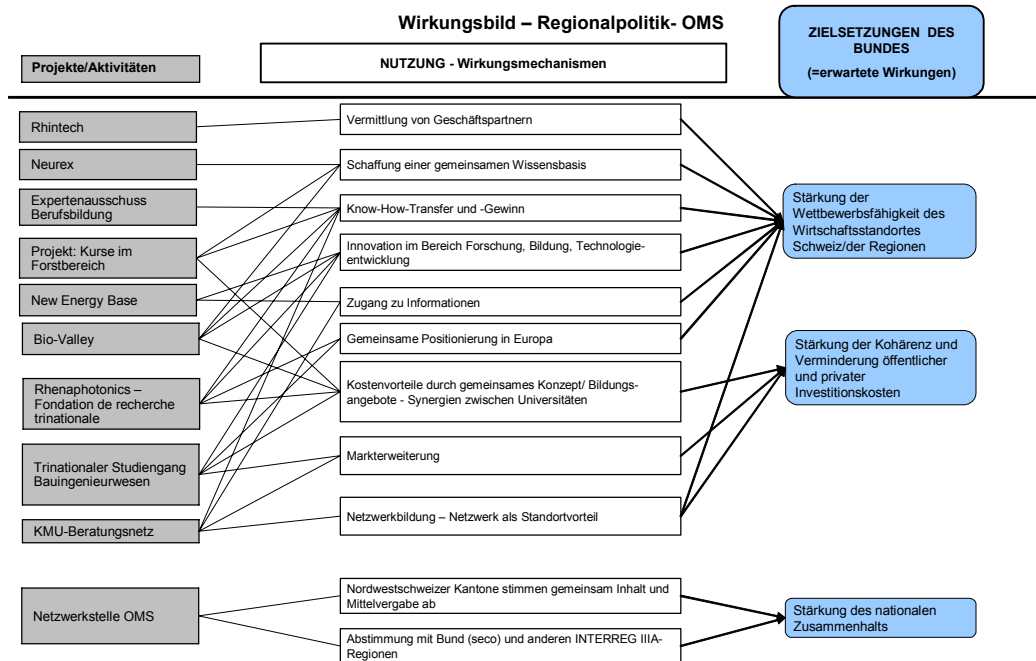 Wirkungsbild – Regionalpolitik- OMS
Projekte/Aktivitäten
NUTZUNG - Wirkungsmechanismen
ZIELSETZUNGEN DES
BUNDES
(=erwartete Wirkungen)
Rhintech
Neurex
Expertenausschuss
Berufsbildung
Projekt: Kurse im
Forstbereich
New Energy Base
Bio-Valley
Rhenaphotonics –
Fondation de recherche
trinationale
Trinationaler Studiengang
Bauingenieurwesen
KMU-Beratungsnetz
Netzwerkstelle OMS
Vermittlung von Geschäftspartnern
Schaffung einer gemeinsamen Wissensbasis
Know-How-Transfer und -Gewinn
Innovation im Bereich Forschung, Bildung, Technologie-
entwicklung
Zugang zu Informationen
Gemeinsame Positionierung in Europa
Kostenvorteile durch gemeinsames Konzept/ Bildungs-
angebote - Synergien zwischen Universitäten
Markterweiterung
Netzwerkbildung – Netzwerk als Standortvorteil
Nordwestschweizer Kantone stimmen gemeinsam Inhalt und
Mittelvergabe ab
Abstimmung mit Bund (seco) und anderen INTERREG IIIA-
Regionen
Stärkung der
Wettbewerbsfähigkeit des
Wirtschaftsstandortes
Schweiz/der Regionen
Stärkung der Kohärenz und
Verminderung öffentlicher
und privater
Investitionskosten
Stärkung des nationalen
Zusammenhalts